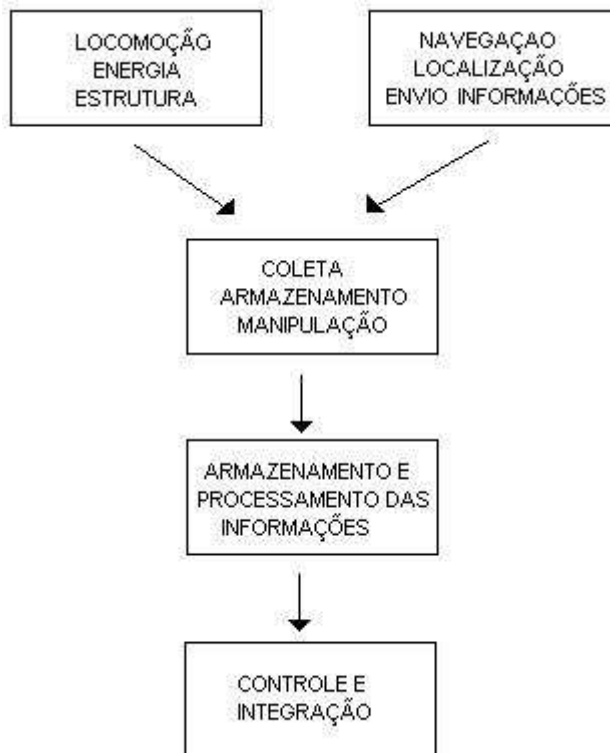 LOCOMOÇÃO
ENERGIA
ESTRUTURA
NAVEGAÇAO
LOCALIZAÇÃO
ENVIO INFORMAÇÕES
COLETA
ARMAZENAMENTO
MANIPULAÇÃO
ARMAZENAMENTO E
PROCESSAMENTO DAS
INFORMAÇÕES
CONTROLE E
INTEGRAÇÃO